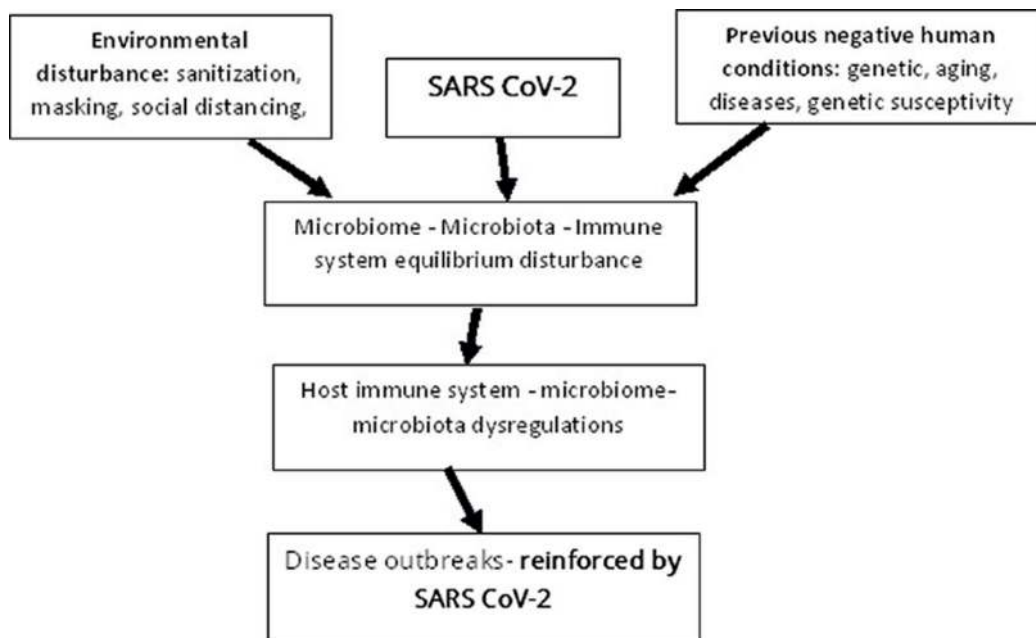 Environmental
disturbance: sanitization,
masking, social distancing,
SARS CoV-2
Previous negative human
conditions: genetic, aging,
diseases, genetic susceptivity
Microbiome - Microbiota - Immune
system equilibrium disturbance
Host immune system - microbiome-
microbiota dysregulations
Disease outbreaks- reinforced by
SARS CoV-2